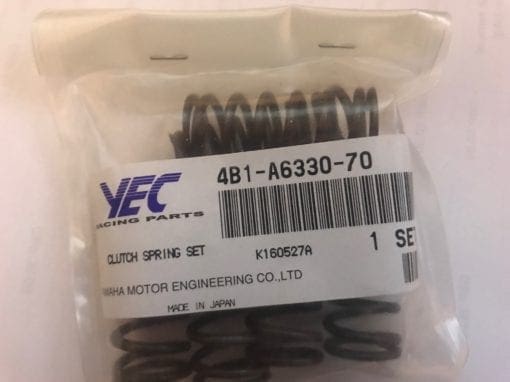 4B1-A6330-70
YEC
RACING PARTS
CLUTCH SPRING SET K160527A 1 SET
YAMAHA MOTOR ENGINEERING CO.,LTD
MADE IN JAPAN